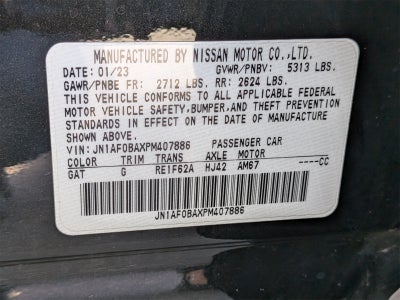 MANUFACTURED BY NISSAN MOTOR CO.,LTD.
DATE: 01/23 GVWR/PNBV: 5313 LBS.
GAWR/PNBE FR: 2712 LBS. RR: 2624 LBS.
THIS VEHICLE CONFORMS TO ALL APPLICABLE FEDERAL
MOTOR VEHICLE SAFETY, BUMPER, AND THEFT PREVENTION
STANDARDS IN EFFECT ON THE DATE OF MANUFACTURE
SHOWN ABOVE.
VIN: JN1AF0BAXPM407886 PASSENGER CAR
COLOR TRIM TRANS AXLE MOTOR
GAT G RE1F62A HJ42 AM67 ----CC
JN1AF0BAXPM407886